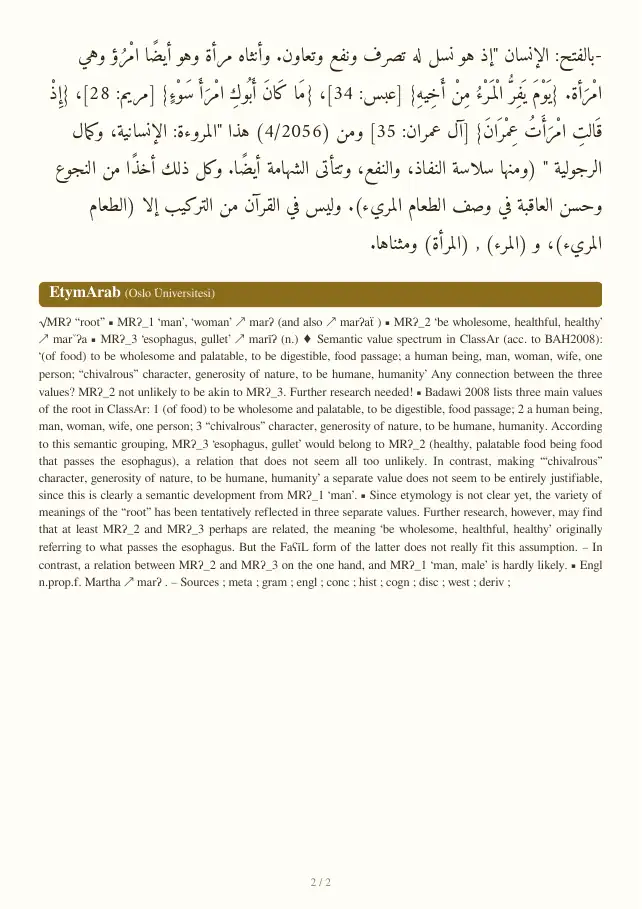 -بالفتح: الإنسان "إذ هو نسل له تصرف ونفع وتعاون. وأنثاه مرأة وهو أيضًا امْرُؤ وهي
امْرَأة. {يَوْمَ يَفِرُّ الْمَرْءُ مِنْ أَخِيهِ} [عبس: 34]، {مَا كَانَ أَبُوكِ امْرَأَ سَوْءٍ} [مريم: 28]، {إِذْ
قَالَتِ امْرَأَتُ عِمْرَانَ} [آل عمران: 35] ومن (4/2056) هذا "المروءة: الإنسانية، وكمال
الرجولية " (ومنها سلاسة النفاذ، والنفع، وتتأتى الشهامة أيضًا. وكل ذلك أخذًا من النجوع
وحسن العاقبة في وصف الطعام المريء). وليس في القرآن من التركيب إلا (الطعام
المريء)، و (المرء) , (المرأة) ومثناها.
EtymArab (Oslo Üniversitesi)
√MRʔ “root” ▪ MRʔ_1 ‘man’, ‘woman’ ↗ marʔ (and also ↗ marʔaẗ ) ▪ MRʔ_2 ‘be wholesome, healthful, healthy’
↗ marˇʔa ▪ MRʔ_3 ‘esophagus, gullet’ ↗ marīʔ (n.) ♦ Semantic value spectrum in ClassAr (acc. to BAH2008):
‘(of food) to be wholesome and palatable, to be digestible, food passage; a human being, man, woman, wife, one
person; “chivalrous” character, generosity of nature, to be humane, humanity’ Any connection between the three
values? MRʔ_2 not unlikely to be akin to MRʔ_3. Further research needed! ▪ Badawi 2008 lists three main values
of the root in ClassAr: 1 (of food) to be wholesome and palatable, to be digestible, food passage; 2 a human being,
man, woman, wife, one person; 3 “chivalrous” character, generosity of nature, to be humane, humanity. According
to this semantic grouping, MRʔ_3 ‘esophagus, gullet’ would belong to MRʔ_2 (healthy, palatable food being food
that passes the esophagus), a relation that does not seem all too unlikely. In contrast, making ‘“chivalrous”
character, generosity of nature, to be humane, humanity’ a separate value does not seem to be entirely justifiable,
since this is clearly a semantic development from MRʔ_1 ‘man’. ▪ Since etymology is not clear yet, the variety of
meanings of the “root” has been tentatively reflected in three separate values. Further research, however, may find
that at least MRʔ_2 and MRʔ_3 perhaps are related, the meaning ‘be wholesome, healthful, healthy’ originally
referring to what passes the esophagus. But the FaʕīL form of the latter does not really fit this assumption. – In
contrast, a relation between MRʔ_2 and MRʔ_3 on the one hand, and MRʔ_1 ‘man, male’ is hardly likely. ▪ Engl
n.prop.f. Martha ↗ marʔ . – Sources ; meta ; gram ; engl ; conc ; hist ; cogn ; disc ; west ; deriv ;
2 / 2